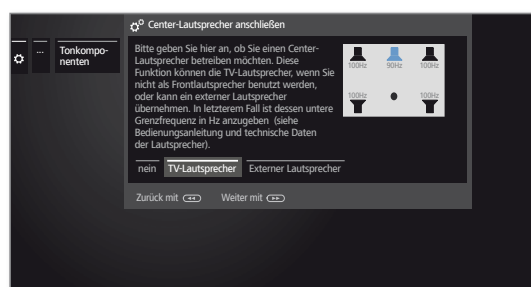 Center-Lautsprecher anschließen
...
Tonkompo-
nenten
Bitte geben Sie hier an, ob Sie einen Center-
Lautsprecher betreiben möchten. Diese
Funktion können die TV-Lautsprecher, wenn Sie
nicht als Frontlautsprecher benutzt werden,
oder kann ein externer Lautsprecher
übernehmen. In letzterem Fall ist dessen untere
Grenzfrequenz in Hz anzugeben (siehe
Bedienungsanleitung und technische Daten
der Lautsprecher).
100Hz 90Hz 100Hz
100Hz 100Hz
nein TV-Lautsprecher Externer Lautsprecher
Zurück mit Weiter mit